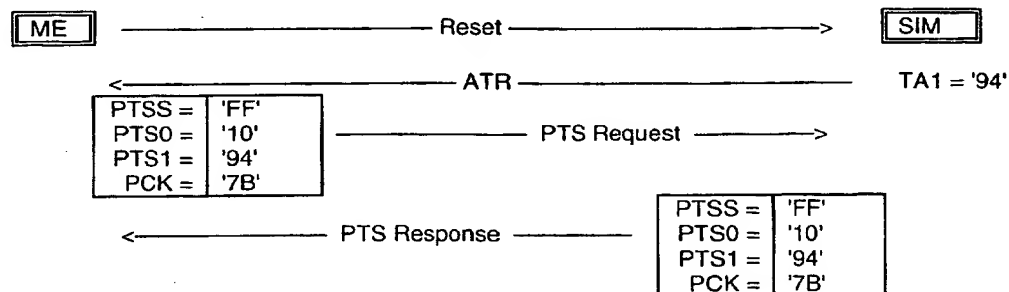 ME Reset SIM
ATR TA1 = '94'
PTSS = 'FF'
PTS0 = '10' PTS Request
PTS1 = '94'
PCK = '7B'
PTSS = 'FF'
PTS Response PTS0 = '10'
PTS1 = '94'
PCK = '7B'